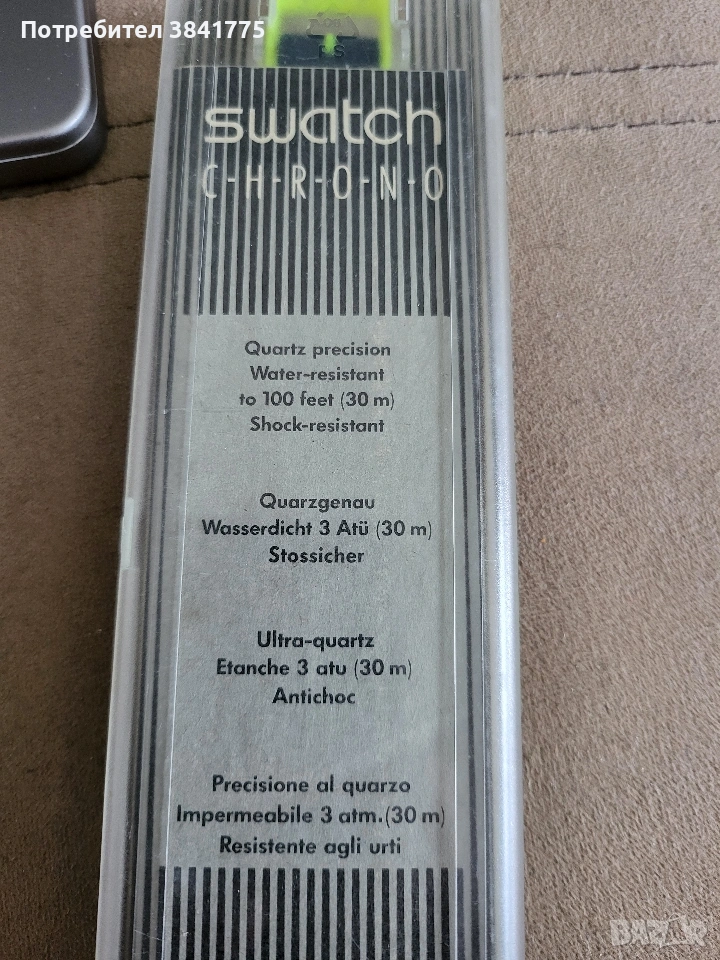 Потребител 3841775
swatch
C-H-R-O-N-O
Quartz precision
Water-resistant
to 100 feet (30 m)
Shock-resistant
Quarzgenau
Wasserdicht 3 Atü (30 m)
Stossicher
Ultra-quartz
Etanche 3 atu (30 m)
Antichoc
Precisione al quarzo
Impermeabile 3 atm.(30 m)
Resistente agli urti
BAZAR